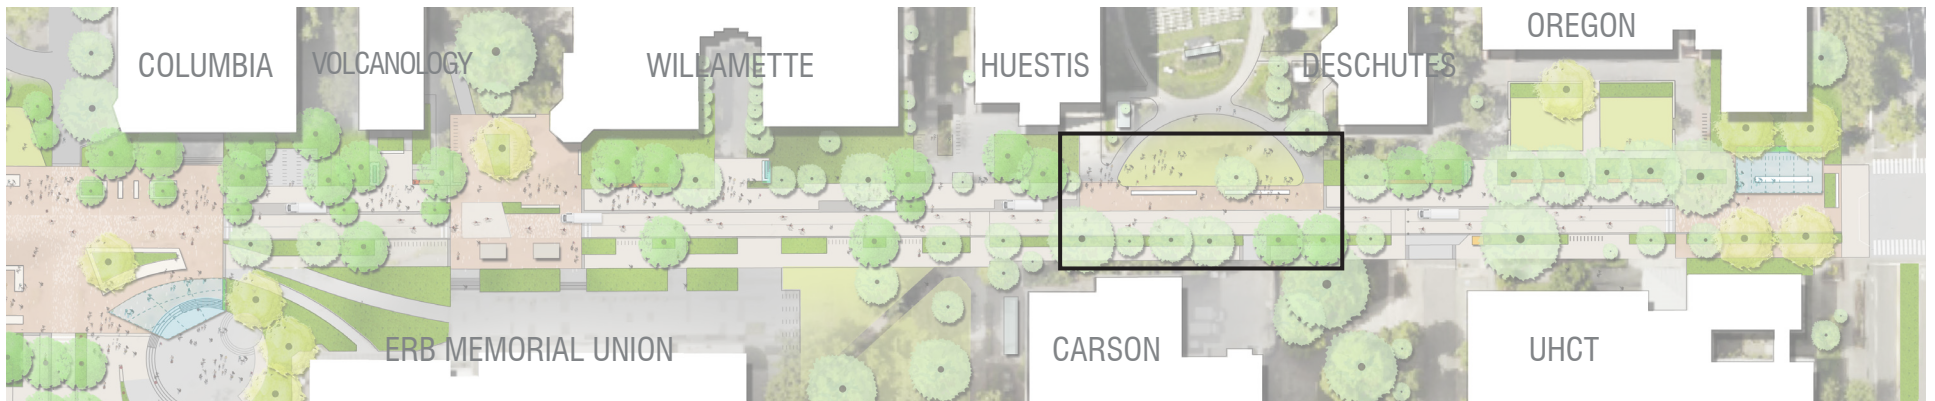 COLUMBIA
VOLCANOLOGY
WILLAMETTE
HUESTIS
DESCHUTES
OREGON
ERB MEMORIAL UNION
CARSON
UHCT